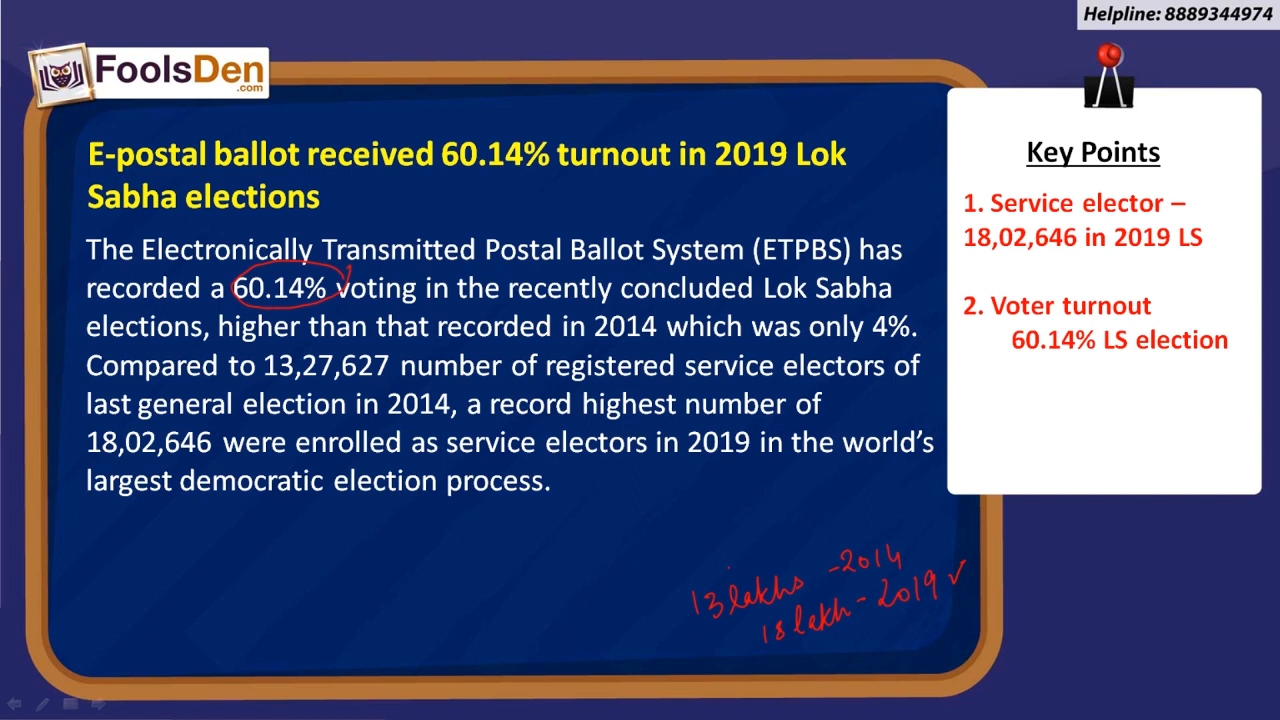 Helpline: 8889344974
FoolsDen
.com
E-postal ballot received 60.14% turnout in 2019 Lok
Sabha elections
The Electronically Transmitted Postal Ballot System (ETPBS) has
recorded a 60.14% voting in the recently concluded Lok Sabha
elections, higher than that recorded in 2014 which was only 4%.
Compared to 13,27,627 number of registered service electors of
last general election in 2014, a record highest number of
18,02,646 were enrolled as service electors in 2019 in the world’s
largest democratic election process.
Key Points
1. Service elector –
18,02,646 in 2019 LS
2. Voter turnout
60.14% LS election
13 lakhs - 2014
18 lakh - 2019 ✓